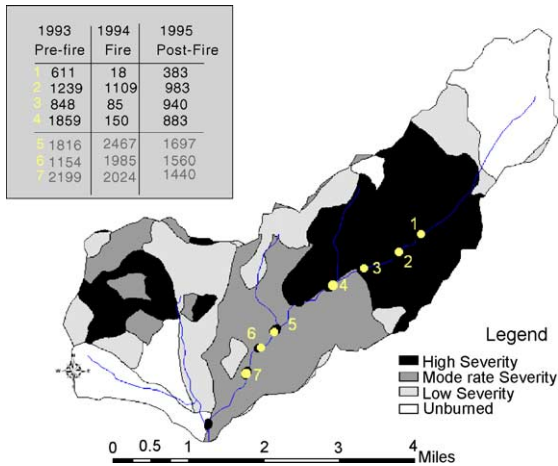 1993 1994 1995
Pre-fire Fire Post-Fire
1 611 18 383
2 1239 1109 983
3 848 85 940
4 1859 150 883
5 1816 2467 1697
6 1154 1985 1560
7 2199 2024 1440
1
2
3
4
5
6
7
Legend
High Severity
Mode rate Severity
Low Severity
Unburned
0 0.5 1 2 3 4
Miles